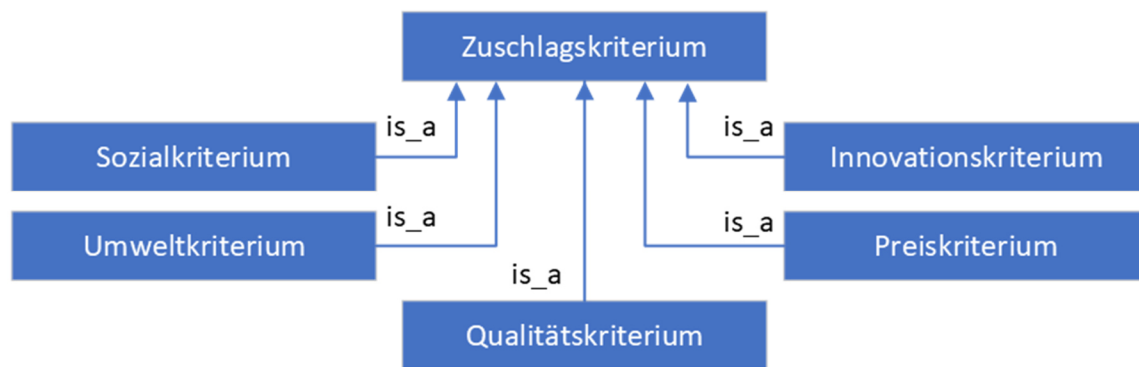 Zuschlagskriterium
is_a
is_a
Sozialkriterium
Innovationskriterium
is_a
is_a
Umweltkriterium
Preiskriterium
is_a
Qualitätskriterium